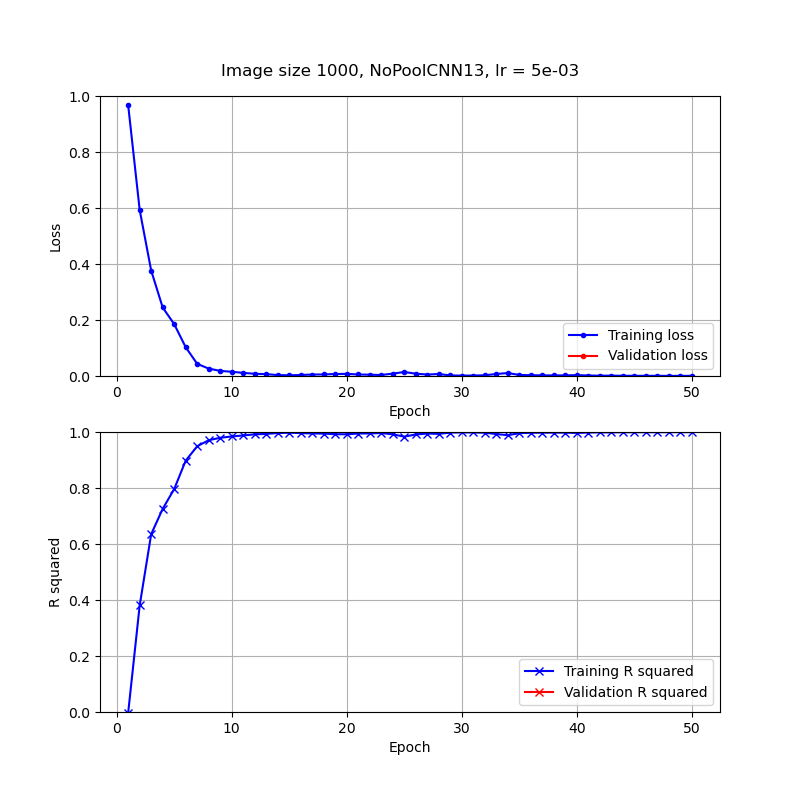 Image size 1000, NoPoolCNN13, lr = 5e-03
1.0
0.8
0.6
0.4
0.2
0.0
Loss
Training loss
Validation loss
0 10 20 30 40 50
Epoch
1.0
0.8
0.6
0.4
0.2
0.0
R squared
Training R squared
Validation R squared
0 10 20 30 40 50
Epoch